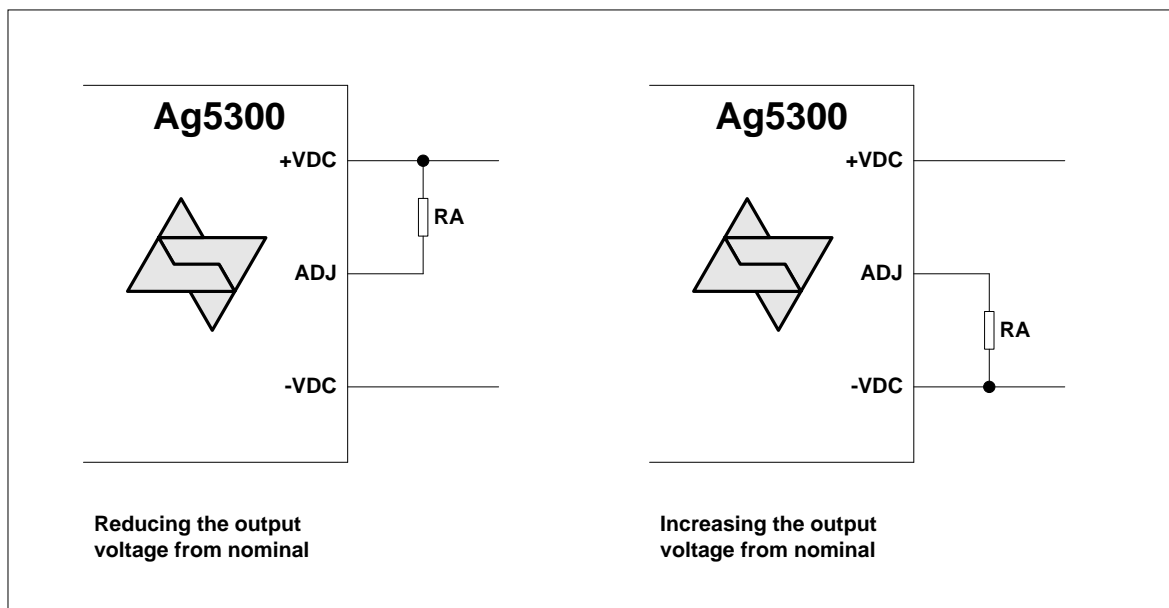 Ag5300
+VDC
RA
ADJ
-VDC
Reducing the output
voltage from nominal
Ag5300
+VDC
ADJ
RA
-VDC
Increasing the output
voltage from nominal